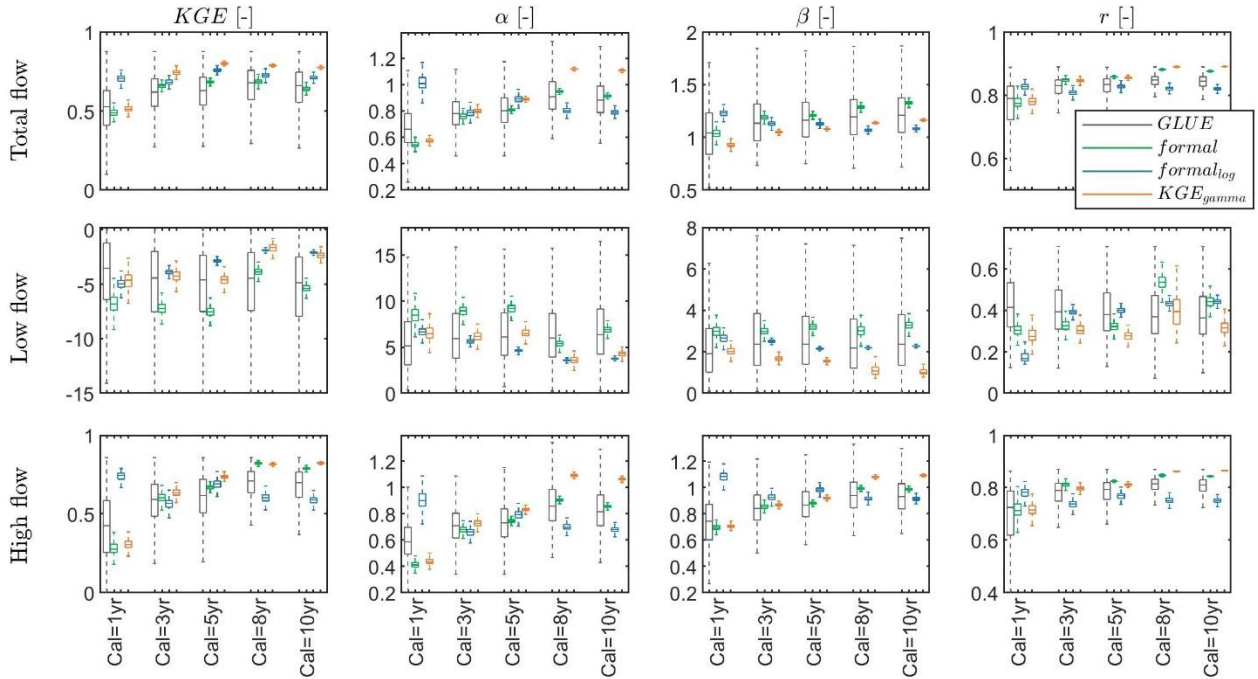 KGE [-]
α [-]
β [-]
r [-]
Total flow
1
0.5
0
1.2
1.0
0.8
0.6
0.4
0.2
2
1.5
1
0.5
1
0.8
0.6
0.5
GLUE
formal
formal_log
KGE_gamma
Low flow
0
-5
-10
-15
15
10
5
0
8
6
4
2
0
0.6
0.4
0.2
0
High flow
1
0.5
0
1.2
1.0
0.8
0.6
0.4
0.2
1.2
1.0
0.8
0.6
0.4
0.2
1
0.8
0.6
0.4
Cal=1yr
Cal=3yr
Cal=5yr
Cal=8yr
Cal=10yr
Cal=1yr
Cal=3yr
Cal=5yr
Cal=8yr
Cal=10yr
Cal=1yr
Cal=3yr
Cal=5yr
Cal=8yr
Cal=10yr
Cal=1yr
Cal=3yr
Cal=5yr
Cal=8yr
Cal=10yr